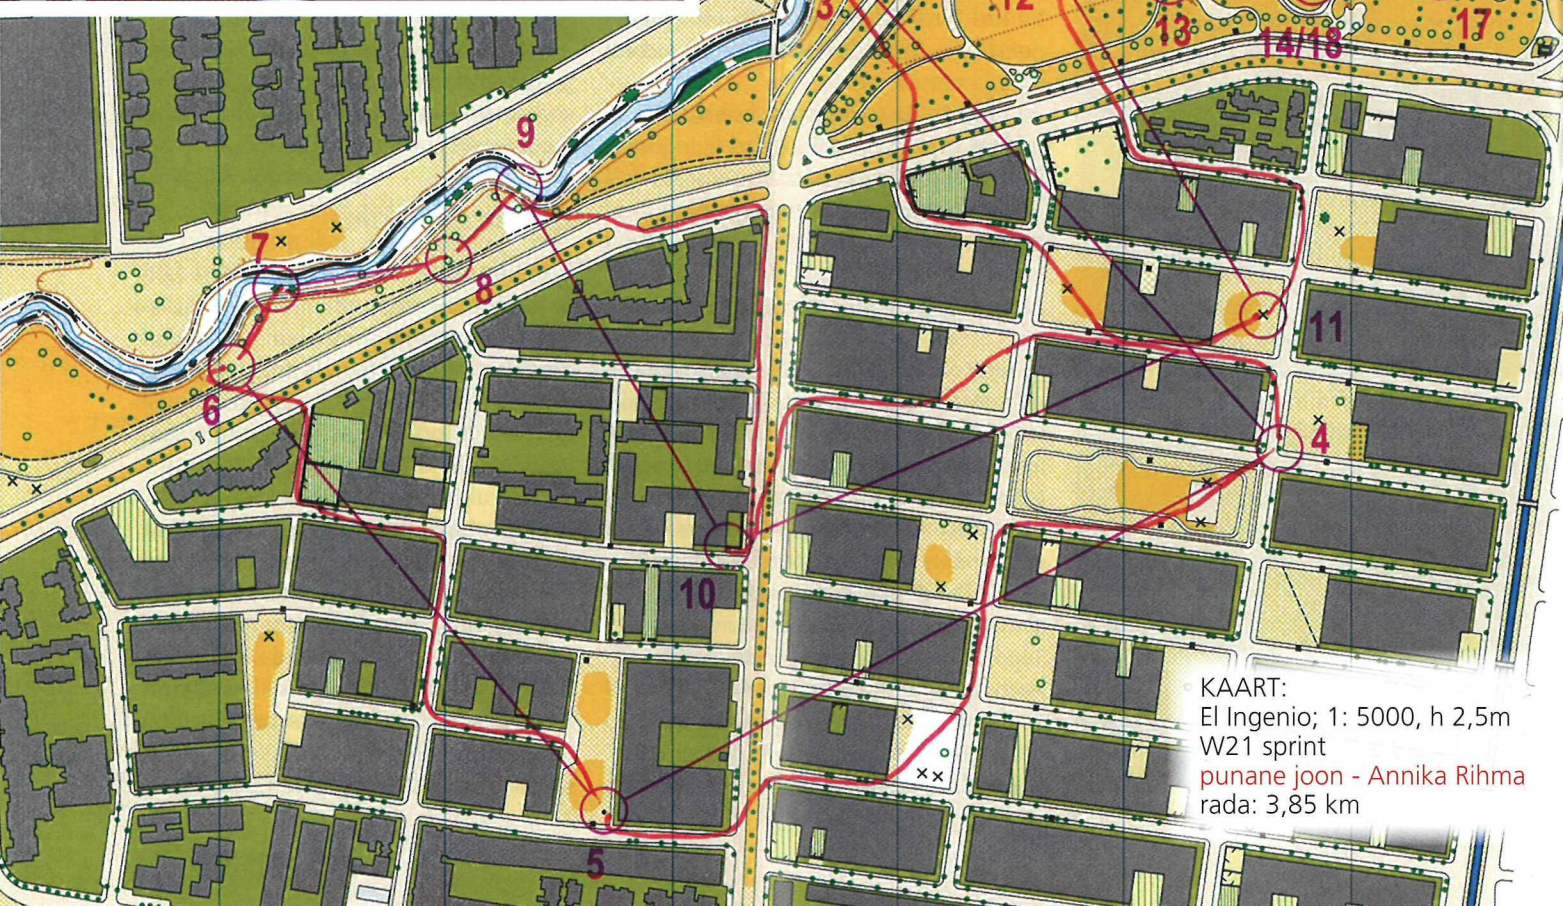 3
12
13
14/18
17
9
7
8
11
6
4
10
5
KAART:
El Ingenio; 1: 5000, h 2,5m
W21 sprint
punane joon - Annika Rihma
rada: 3,85 km